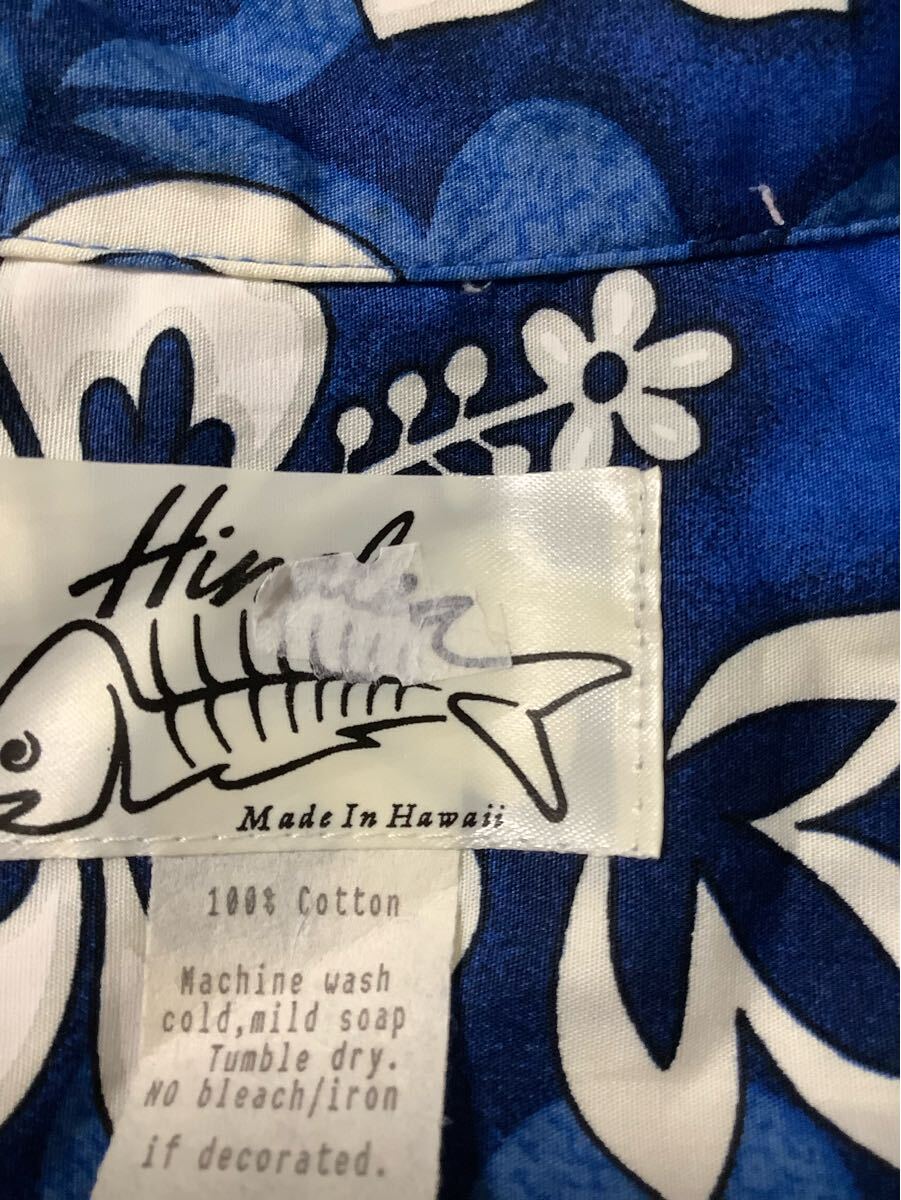 Made In Hawaii
100% Cotton
Machine wash
cold,mild soap
Tumble dry.
NO bleach/iron
if decorated.